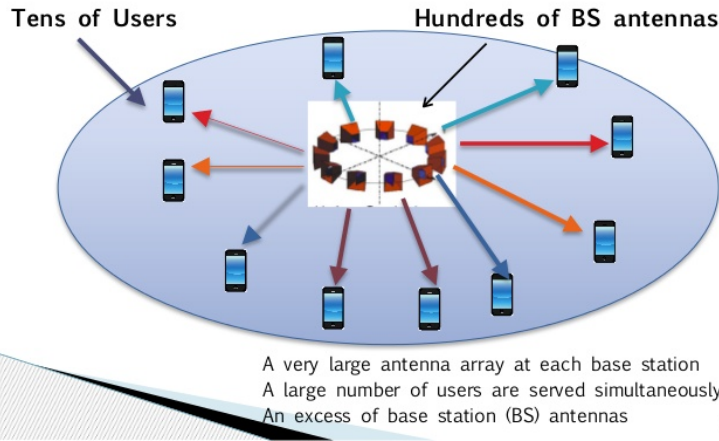 Tens of Users
Hundreds of BS antennas
A very large antenna array at each base station
A large number of users are served simultaneously
An excess of base station (BS) antennas